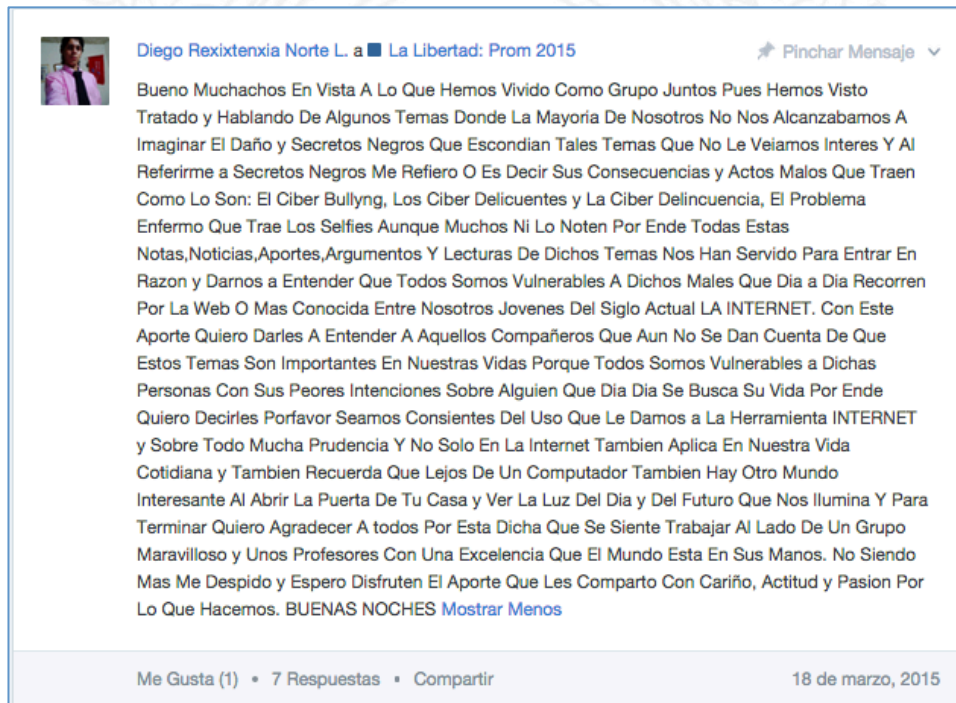 Diego Rexixtenxia Norte L. a La Libertad: Prom 2015 Pinchar Mensaje
Bueno Muchachos En Vista A Lo Que Hemos Vivido Como Grupo Juntos Pues Hemos Visto
Tratado y Hablando De Algunos Temas Donde La Mayoria De Nosotros No Nos Alcanzabamos A
Imaginar El Daño y Secretos Negros Que Escondian Tales Temas Que No Le Veiamos Interes Y Al
Referirme a Secretos Negros Me Refiero O Es Decir Sus Consecuencias y Actos Malos Que Traen
Como Lo Son: El Ciber Bullyng, Los Ciber Delicuentes y La Ciber Delincuencia, El Problema
Enfermo Que Trae Los Selfies Aunque Muchos Ni Lo Noten Por Ende Todas Estas
Notas,Noticias,Aportes,Argumentos Y Lecturas De Dichos Temas Nos Han Servido Para Entrar En
Razon y Darnos a Entender Que Todos Somos Vulnerables A Dichos Males Que Dia a Dia Recorren
Por La Web O Mas Conocida Entre Nosotros Jovenes Del Siglo Actual LA INTERNET. Con Este
Aporte Quiero Darles A Entender A Aquellos Compañeros Que Aun No Se Dan Cuenta De Que
Estos Temas Son Importantes En Nuestras Vidas Porque Todos Somos Vulnerables a Dichas
Personas Con Sus Peores Intenciones Sobre Alguien Que Dia Dia Se Busca Su Vida Por Ende
Quiero Decirles Porfavor Seamos Consientes Del Uso Que Le Damos a La Herramienta INTERNET
y Sobre Todo Mucha Prudencia Y No Solo En La Internet Tambien Aplica En Nuestra Vida
Cotidiana y Tambien Recuerda Que Lejos De Un Computador Tambien Hay Otro Mundo
Interesante Al Abrir La Puerta De Tu Casa y Ver La Luz Del Dia y Del Futuro Que Nos Ilumina Y Para
Terminar Quiero Agradecer A todos Por Esta Dicha Que Se Siente Trabajar Al Lado De Un Grupo
Maravilloso y Unos Profesores Con Una Excelencia Que El Mundo Esta En Sus Manos. No Siendo
Mas Me Despido y Espero Disfruten El Aporte Que Les Comparto Con Cariño, Actitud y Pasion Por
Lo Que Hacemos. BUENAS NOCHES Mostrar Menos
Me Gusta (1) • 7 Respuestas • Compartir 18 de marzo, 2015